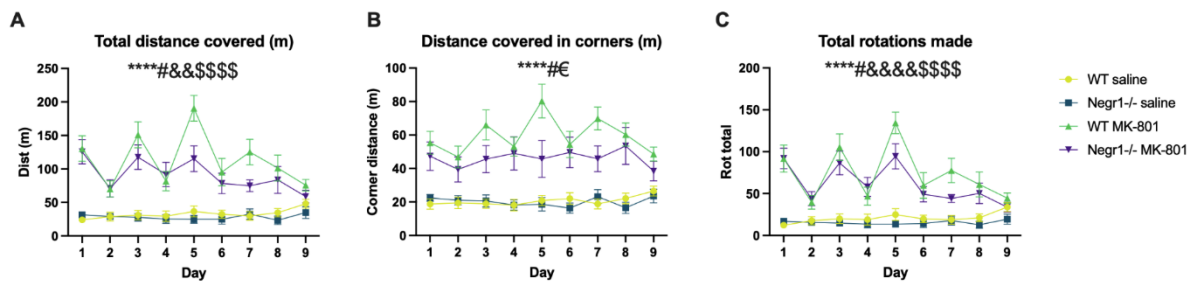 A
Total distance covered (m)
****#&&$$$$
Dist (m)
250
200
150
100
50
0
1 2 3 4 5 6 7 8 9
Day
B
Distance covered in corners (m)
****#€
Corner distance (m)
100
80
60
40
20
0
1 2 3 4 5 6 7 8 9
Day
C
Total rotations made
****#&&&&$$$$
Rot total
200
150
100
50
0
1 2 3 4 5 6 7 8 9
Day
WT saline
Negr1-/- saline
WT MK-801
Negr1-/- MK-801